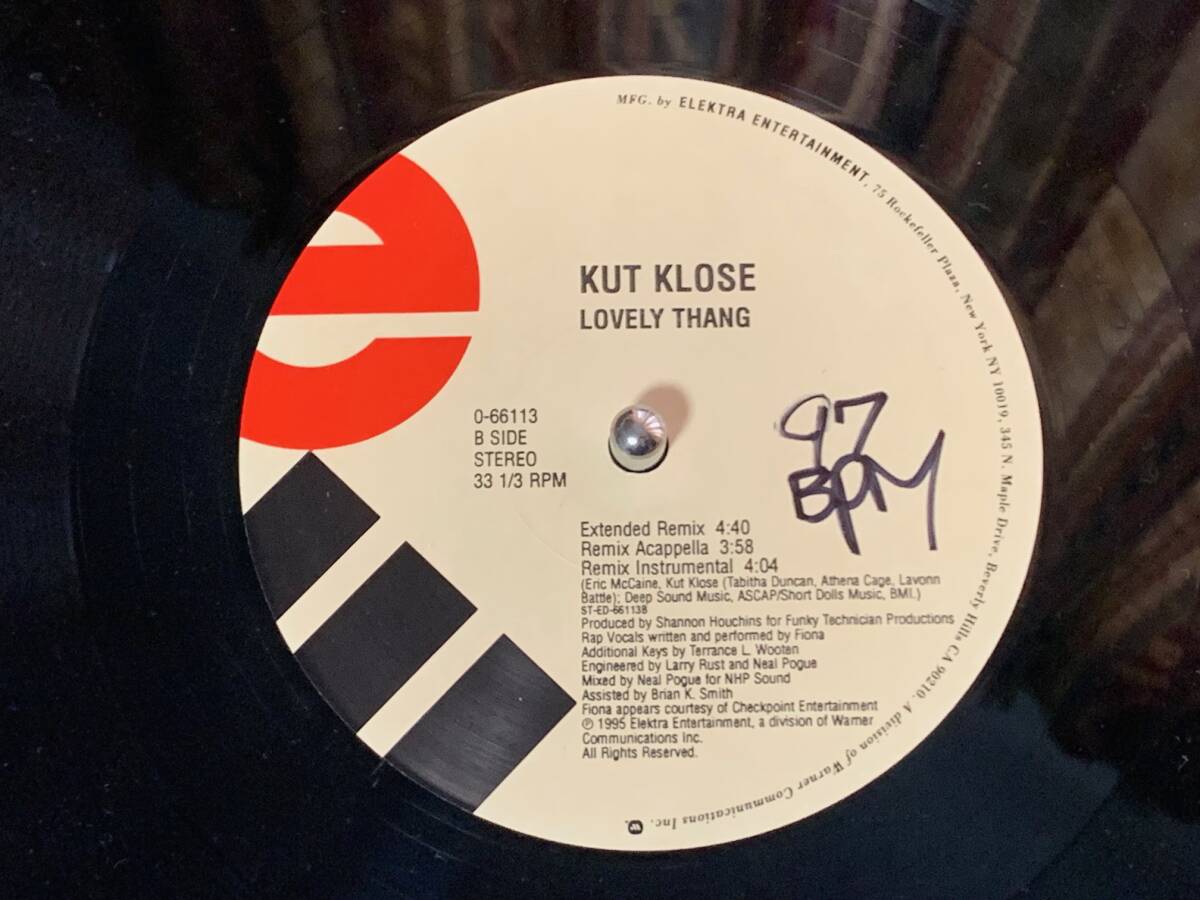 MFG. by ELEKTRA ENTERTAINMENT, 75 Rockefeller Plaza, New York NY 10019, 345 N. Maple Drive, Beverly Hills CA 90210. A division of Warner Communications Inc.
KUT KLOSE
LOVELY THANG
0-66113
B SIDE
STEREO
33 1/3 RPM
97
BPM
Extended Remix 4:40
Remix Acappella 3:58
Remix Instrumental 4:04
(Eric McCaine, Kut Klose (Tabitha Duncan, Athena Cage, Lavonn
Battle); Deep Sound Music, ASCAP/Short Dolls Music, BMI.)
ST-ED-66113B
Produced by Shannon Houchins for Funky Technician Productions
Rap Vocals written and performed by Fiona
Additional Keys by Terrance L. Wooten
Engineered by Larry Rust and Neal Pogue
Mixed by Neal Pogue for NHP Sound
Assisted by Brian K. Smith
Fiona appears courtesy of Checkpoint Entertainment
℗ 1995 Elektra Entertainment, a division of Warner
Communications Inc.
All Rights Reserved.